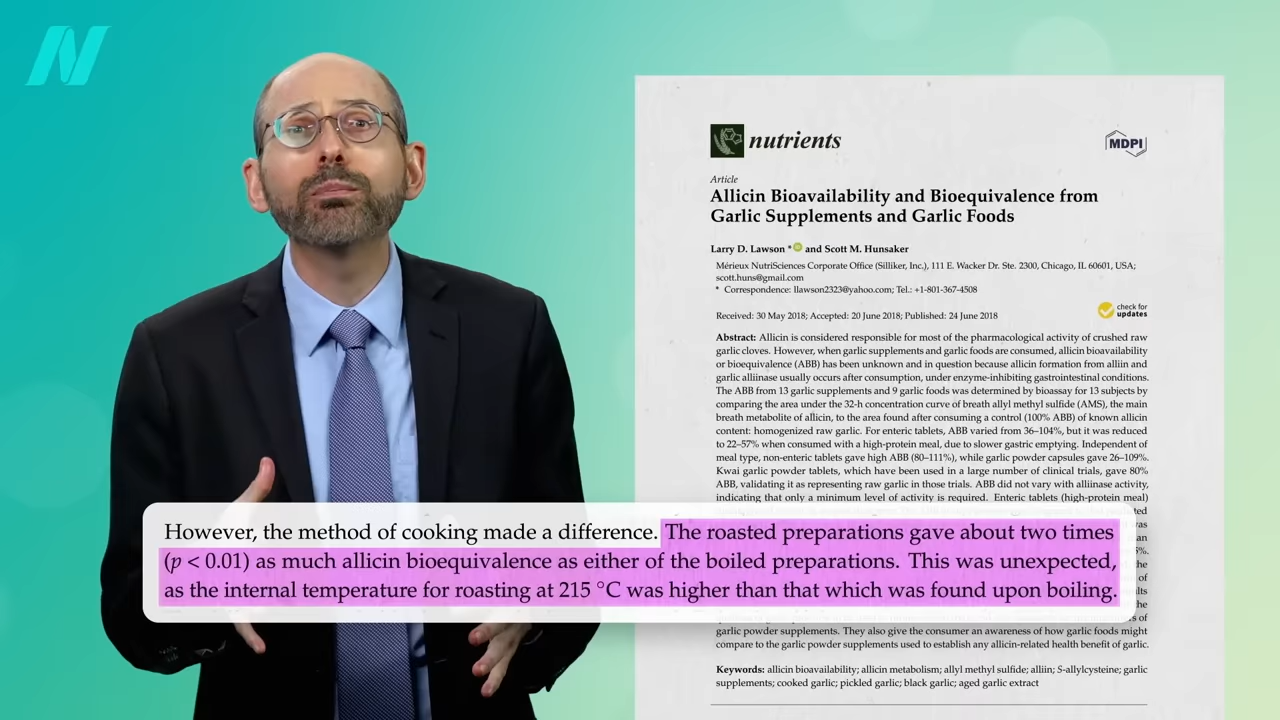 N
nutrients
MDPI
Article
Allicin Bioavailability and Bioequivalence from
Garlic Supplements and Garlic Foods
Larry D. Lawson * iD and Scott M. Hunsaker
Mérieux NutriSciences Corporate Office (Silliker, Inc.), 111 E. Wacker Dr. Ste. 2300, Chicago, IL 60601, USA;
scott.huns@gmail.com
* Correspondence: llawson2323@yahoo.com; Tel.: +1-801-367-4508
check for
updates
Received: 30 May 2018; Accepted: 20 June 2018; Published: 24 June 2018
Abstract: Allicin is considered responsible for most of the pharmacological activity of crushed raw
garlic cloves. However, when garlic supplements and garlic foods are consumed, allicin bioavailability
or bioequivalence (ABB) has been unknown and in question because allicin formation from alliin and
garlic alliinase usually occurs after consumption, under enzyme-inhibiting gastrointestinal conditions.
The ABB from 13 garlic supplements and 9 garlic foods was determined by bioassay for 13 subjects by
comparing the area under the 32-h concentration curve of breath allyl methyl sulfide (AMS), the main
breath metabolite of allicin, to the area found after consuming a control (100% ABB) of known allicin
content: homogenized raw garlic. For enteric tablets, ABB varied from 36–104%, but it was reduced
to 22–57% when consumed with a high-protein meal, due to slower gastric emptying. Independent of
meal type, non-enteric tablets gave high ABB (80–111%), while garlic powder capsules gave 26–109%.
Kwai garlic powder tablets, which have been used in a large number of clinical trials, gave 80%
ABB, validating it as representing raw garlic in those trials. ABB did not vary with alliinase activity,
indicating that only a minimum level of activity is required. Enteric tablets (high-protein meal)
However, the method of cooking made a difference. The roasted preparations gave about two times
(p < 0.01) as much allicin bioequivalence as either of the boiled preparations. This was unexpected,
as the internal temperature for roasting at 215 °C was higher than that which was found upon boiling.
garlic powder supplements. They also give the consumer an awareness of how garlic foods might
compare to the garlic powder supplements used to establish any allicin-related health benefit of garlic.
Keywords: allicin bioavailability; allicin metabolism; allyl methyl sulfide; alliin; S-allylcysteine; garlic
supplements; cooked garlic; pickled garlic; black garlic; aged garlic extract